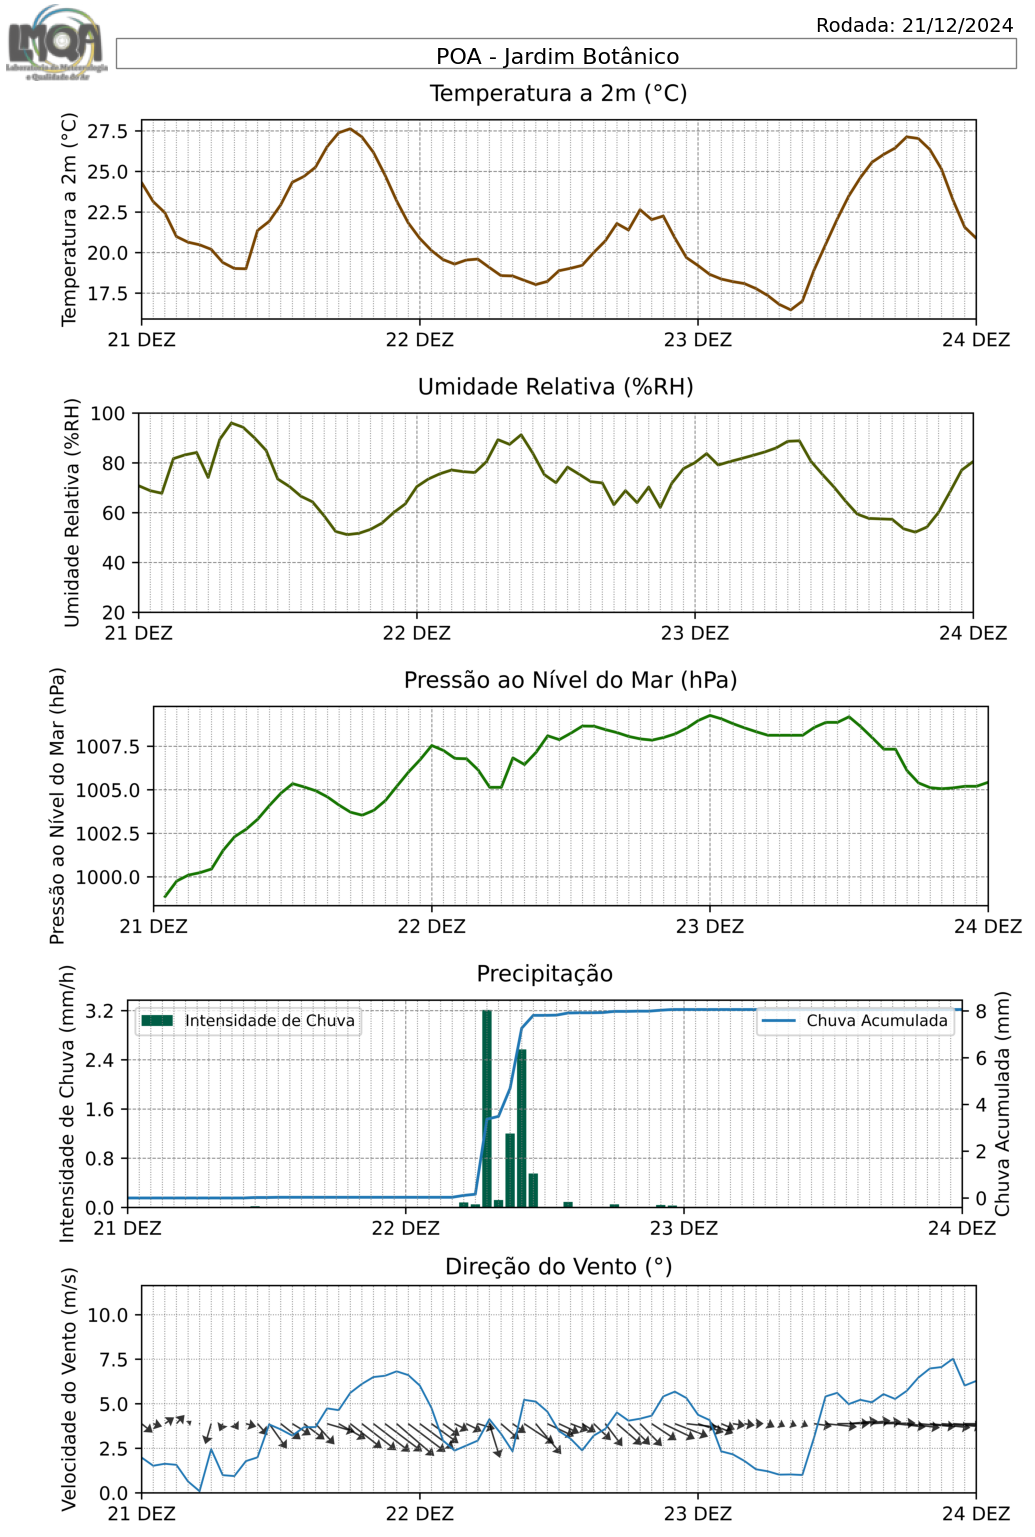 Rodada: 21/12/2024
LMQA
Laboratório de Meteorologia
e Qualidade do Ar
POA - Jardim Botânico
Temperatura a 2m (°C)
Temperatura a 2m (°C)
27.5
25.0
22.5
20.0
17.5
21 DEZ 22 DEZ 23 DEZ 24 DEZ
Umidade Relativa (%RH)
Umidade Relativa (%RH)
100
80
60
40
20
21 DEZ 22 DEZ 23 DEZ 24 DEZ
Pressão ao Nível do Mar (hPa)
Pressão ao Nível do Mar (hPa)
1007.5
1005.0
1002.5
1000.0
21 DEZ 22 DEZ 23 DEZ 24 DEZ
Precipitação
Intensidade de Chuva (mm/h)
3.2
2.4
1.6
0.8
0.0
Intensidade de Chuva
Chuva Acumulada
8
6
4
2
0
Chuva Acumulada (mm)
21 DEZ 22 DEZ 23 DEZ 24 DEZ
Direção do Vento (°)
Velocidade do Vento (m/s)
10.0
7.5
5.0
2.5
0.0
21 DEZ 22 DEZ 23 DEZ 24 DEZ